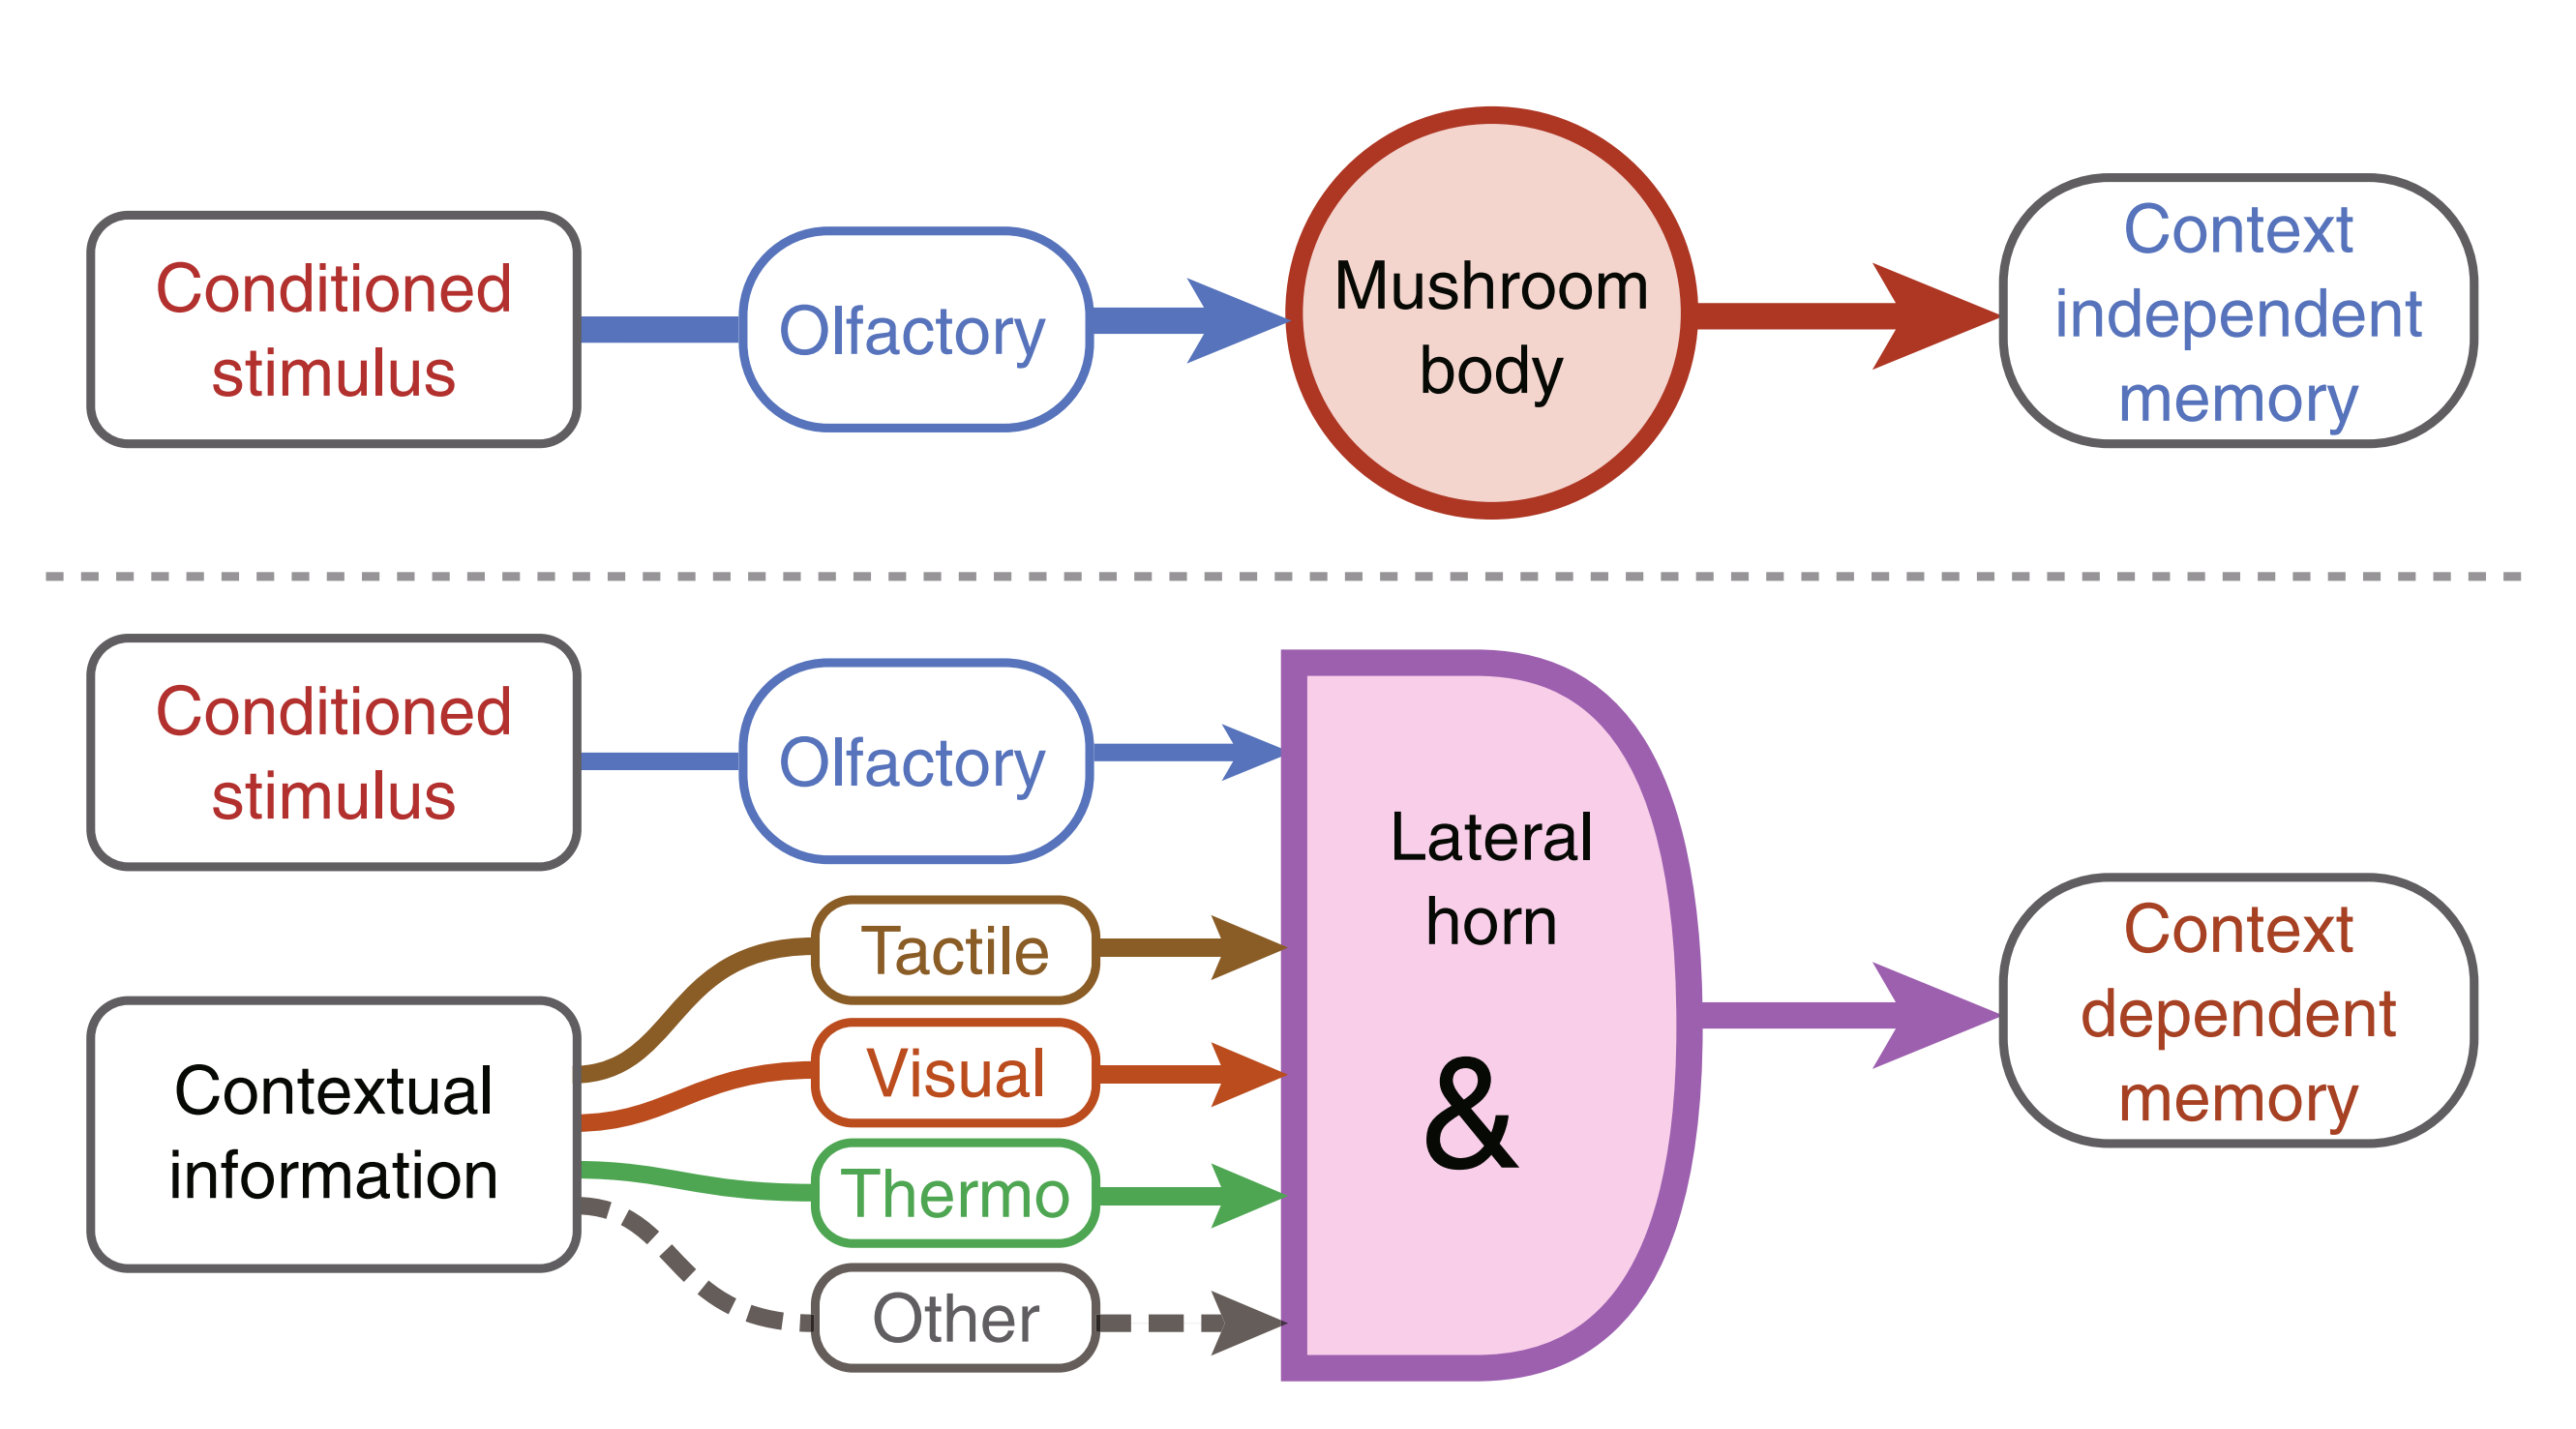 Conditioned
stimulus
Olfactory
Mushroom
body
Context
independent
memory
Conditioned
stimulus
Olfactory
Contextual
information
Tactile
Visual
Thermo
Other
Lateral
horn
&
Context
dependent
memory